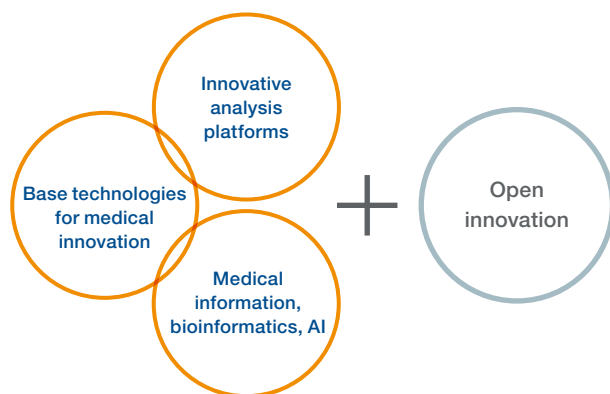 Innovative
analysis
platforms
Base technologies
for medical
innovation
Medical
information,
bioinformatics, AI
+
Open
innovation